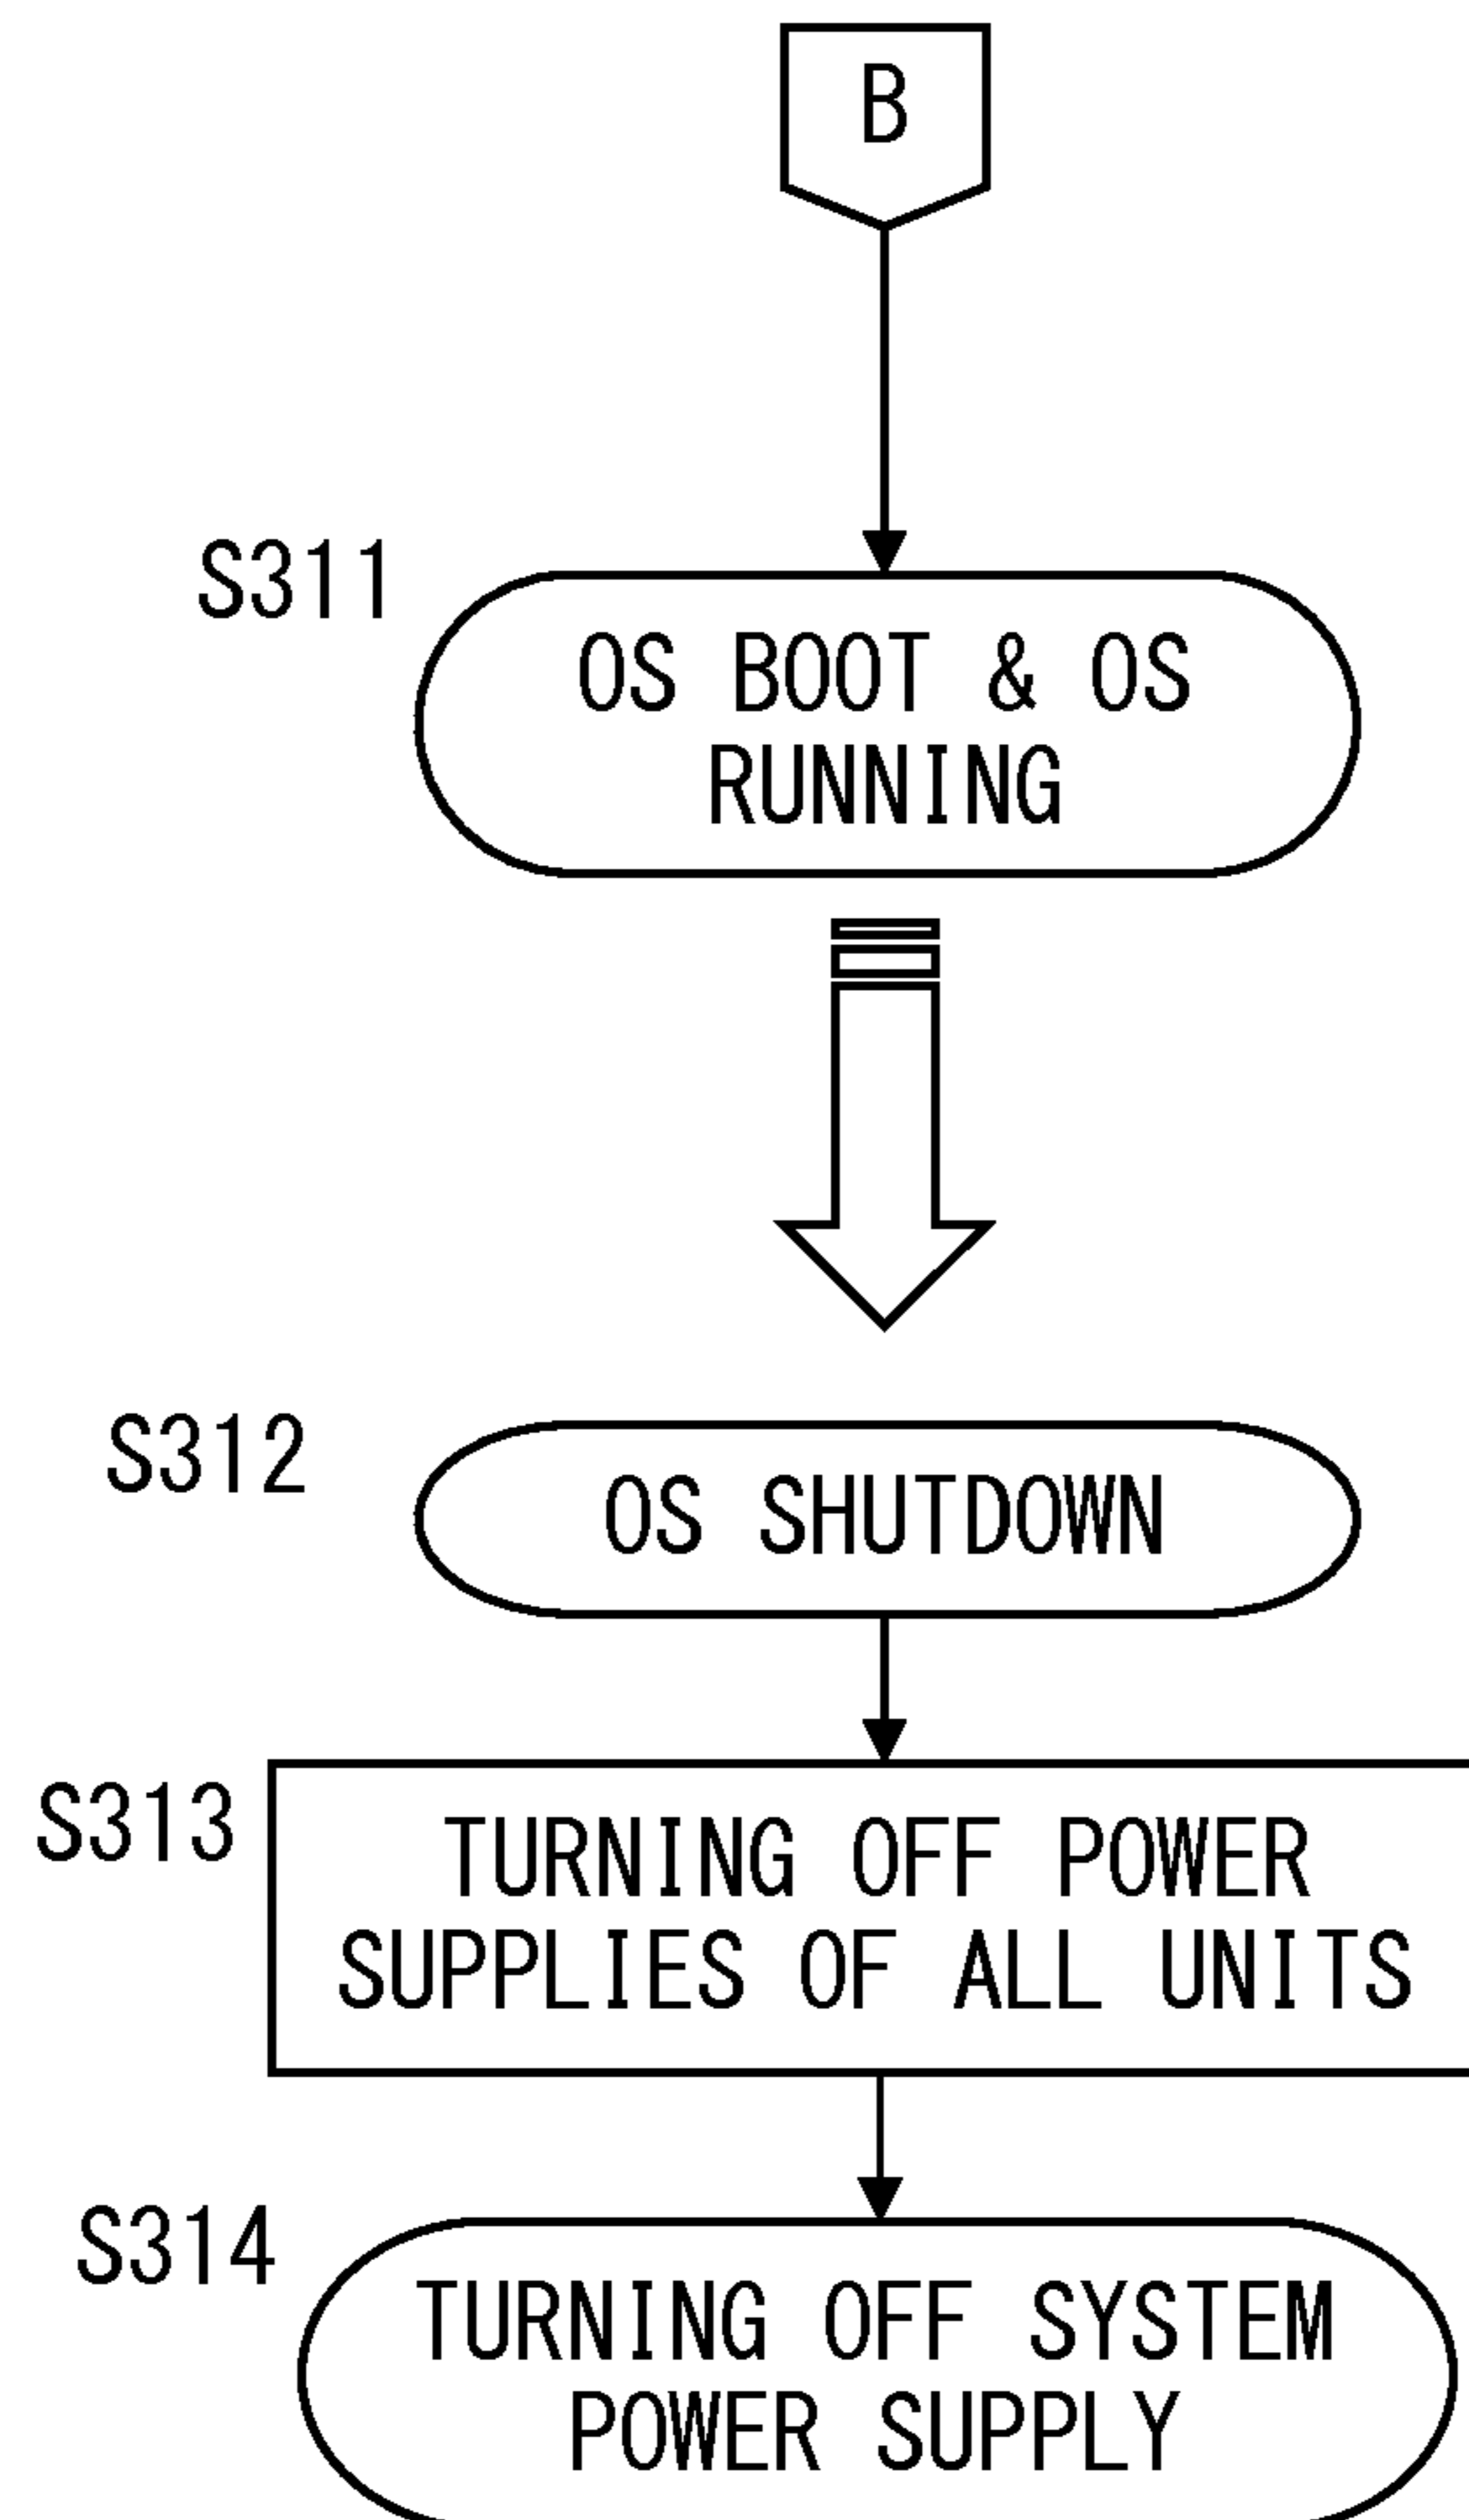 B
S311
OS BOOT & OS
RUNNING
S312
OS SHUTDOWN
S313
TURNING OFF POWER
SUPPLIES OF ALL UNITS
S314
TURNING OFF SYSTEM
POWER SUPPLY